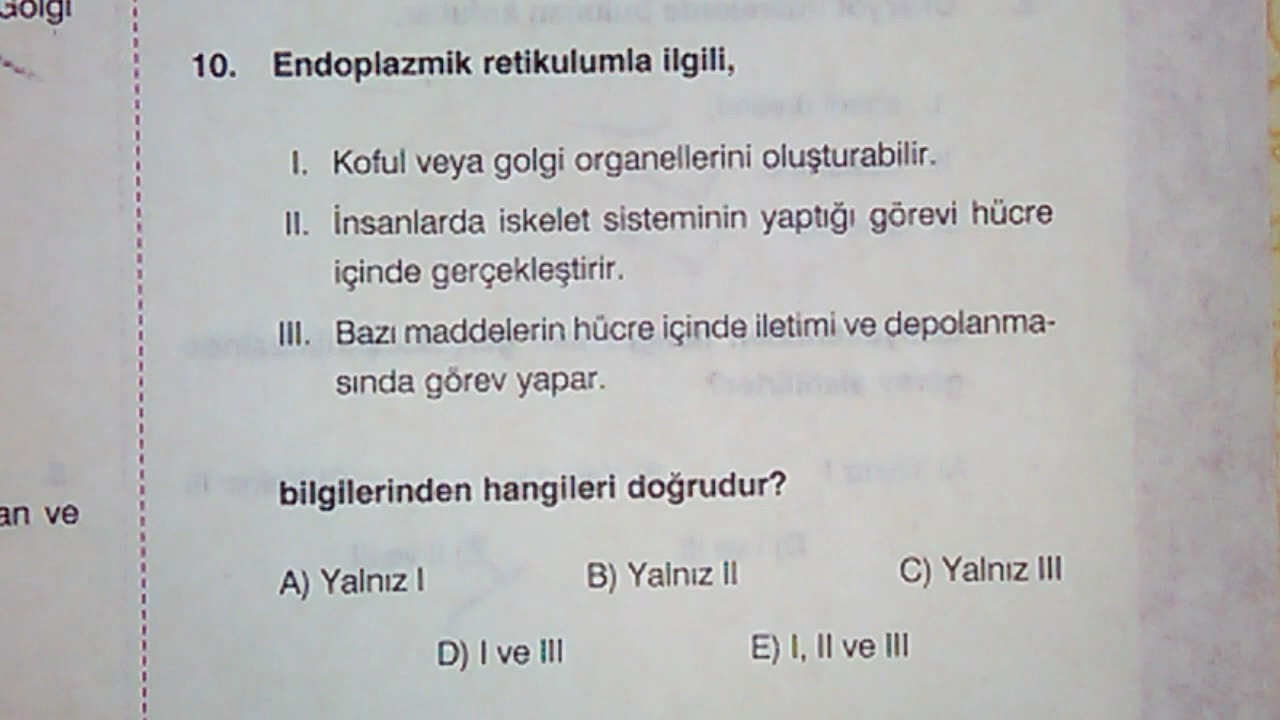 Golgi
10. Endoplazmik retikulumla ilgili,
I. Koful veya golgi organellerini oluşturabilir.
II. İnsanlarda iskelet sisteminin yaptığı görevi hücre
içinde gerçekleştirir.
III. Bazı maddelerin hücre içinde iletimi ve depolanma-
sında görev yapar.
bilgilerinden hangileri doğrudur?
an ve
A) Yalnız I B) Yalnız II C) Yalnız III
D) I ve III E) I, II ve III